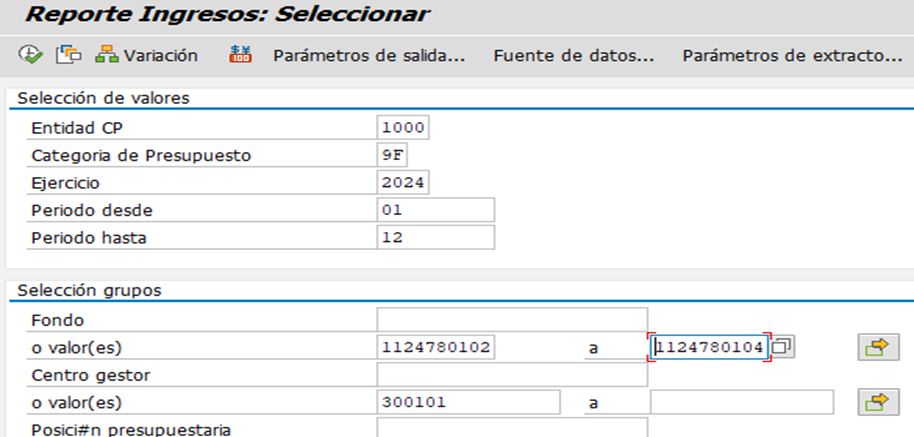 Reporte Ingresos: Seleccionar
Variación $¥ 100 Parámetros de salida... Fuente de datos... Parámetros de extracto...
Selección de valores
Entidad CP 1000
Categoria de Presupuesto 9F
Ejercicio 2024
Periodo desde 01
Periodo hasta 12
Selección grupos
Fondo
o valor(es) 1124780102 a 1124780104
Centro gestor
o valor(es) 300101 a
Posici#n presupuestaria